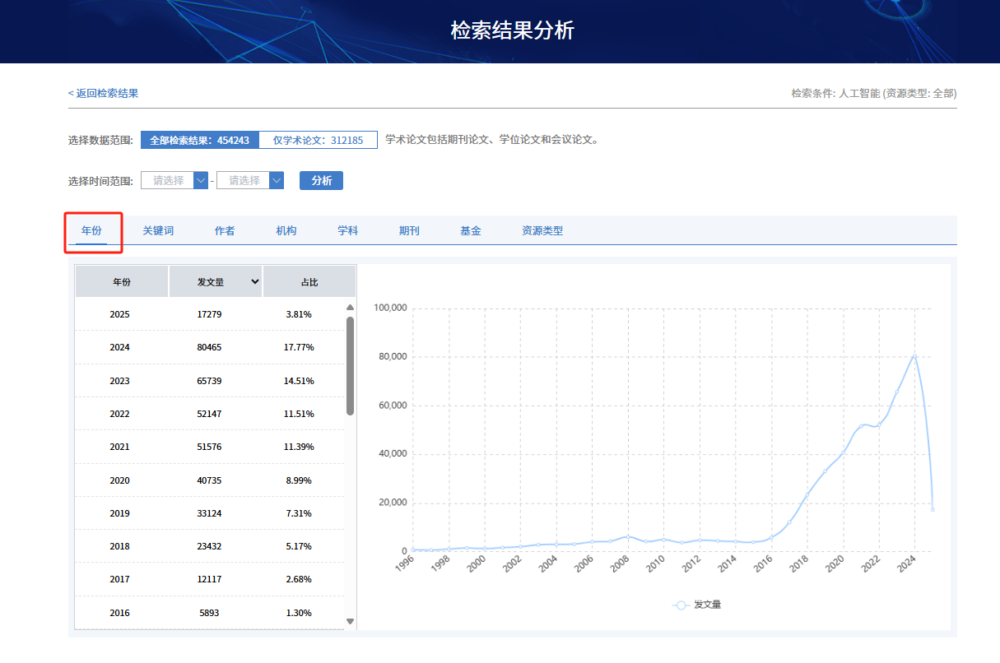 检索结果分析
< 返回检索结果 检索条件: 人工智能 (资源类型: 全部)
选择数据范围: 全部检索结果：454243 仅学术论文：312185 学术论文包括期刊论文、学位论文和会议论文。
选择时间范围: 请选择 - 请选择 分析
年份 关键词 作者 机构 学科 期刊 基金 资源类型
年份 发文量 占比
2025 17279 3.81%
2024 80465 17.77%
2023 65739 14.51%
2022 52147 11.51%
2021 51576 11.39%
2020 40735 8.99%
2019 33124 7.31%
2018 23432 5.17%
2017 12117 2.68%
2016 5893 1.30%
100,000
80,000
60,000
40,000
20,000
0
1996 1998 2000 2002 2004 2006 2008 2010 2012 2014 2016 2018 2020 2022 2024
发文量